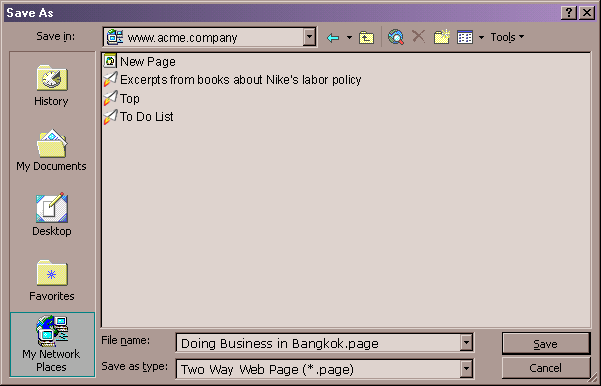 Save As
Save in:
www.acme.company
Tools
New Page
Excerpts from books about Nike's labor policy
Top
To Do List
History
My Documents
Desktop
Favorites
My Network
Places
File name:
Doing Business in Bangkok.page
Save
Save as type:
Two Way Web Page (*.page)
Cancel